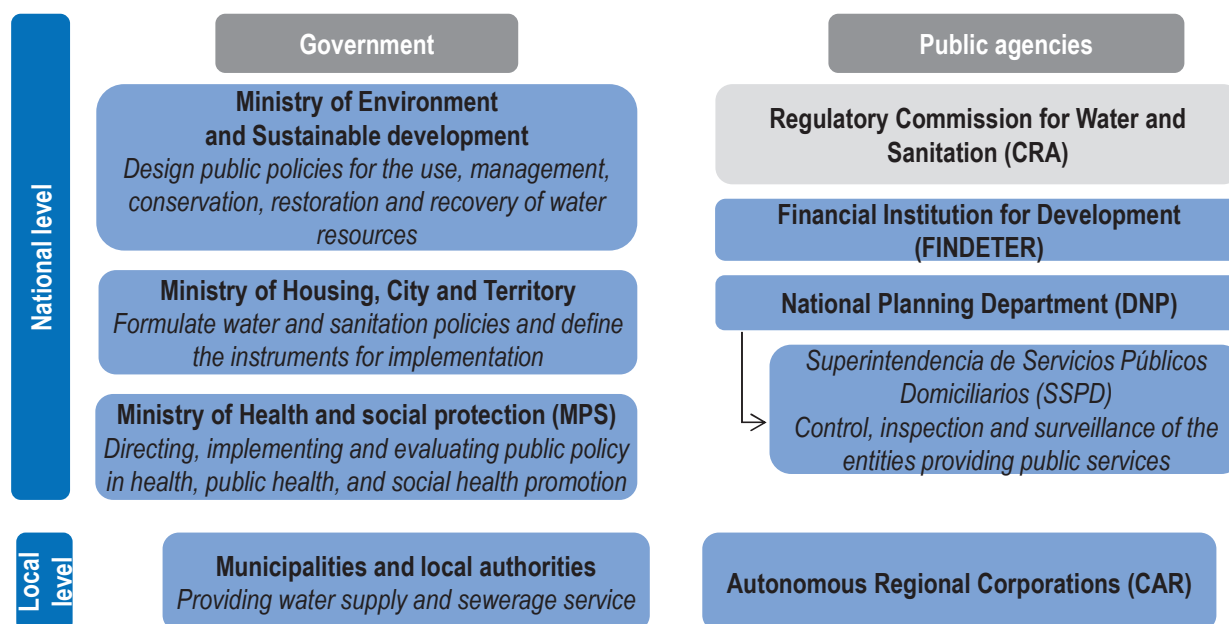 National level
Government
Ministry of Environment
and Sustainable development
Design public policies for the use, management,
conservation, restoration and recovery of water
resources
Ministry of Housing, City and Territory
Formulate water and sanitation policies and define
the instruments for implementation
Ministry of Health and social protection (MPS)
Directing, implementing and evaluating public policy
in health, public health, and social health promotion
Public agencies
Regulatory Commission for Water and
Sanitation (CRA)
Financial Institution for Development
(FINDETER)
National Planning Department (DNP)
Superintendencia de Servicios Públicos
Domiciliarios (SSPD)
Control, inspection and surveillance of the
entities providing public services
Local
level
Municipalities and local authorities
Providing water supply and sewerage service
Autonomous Regional Corporations (CAR)